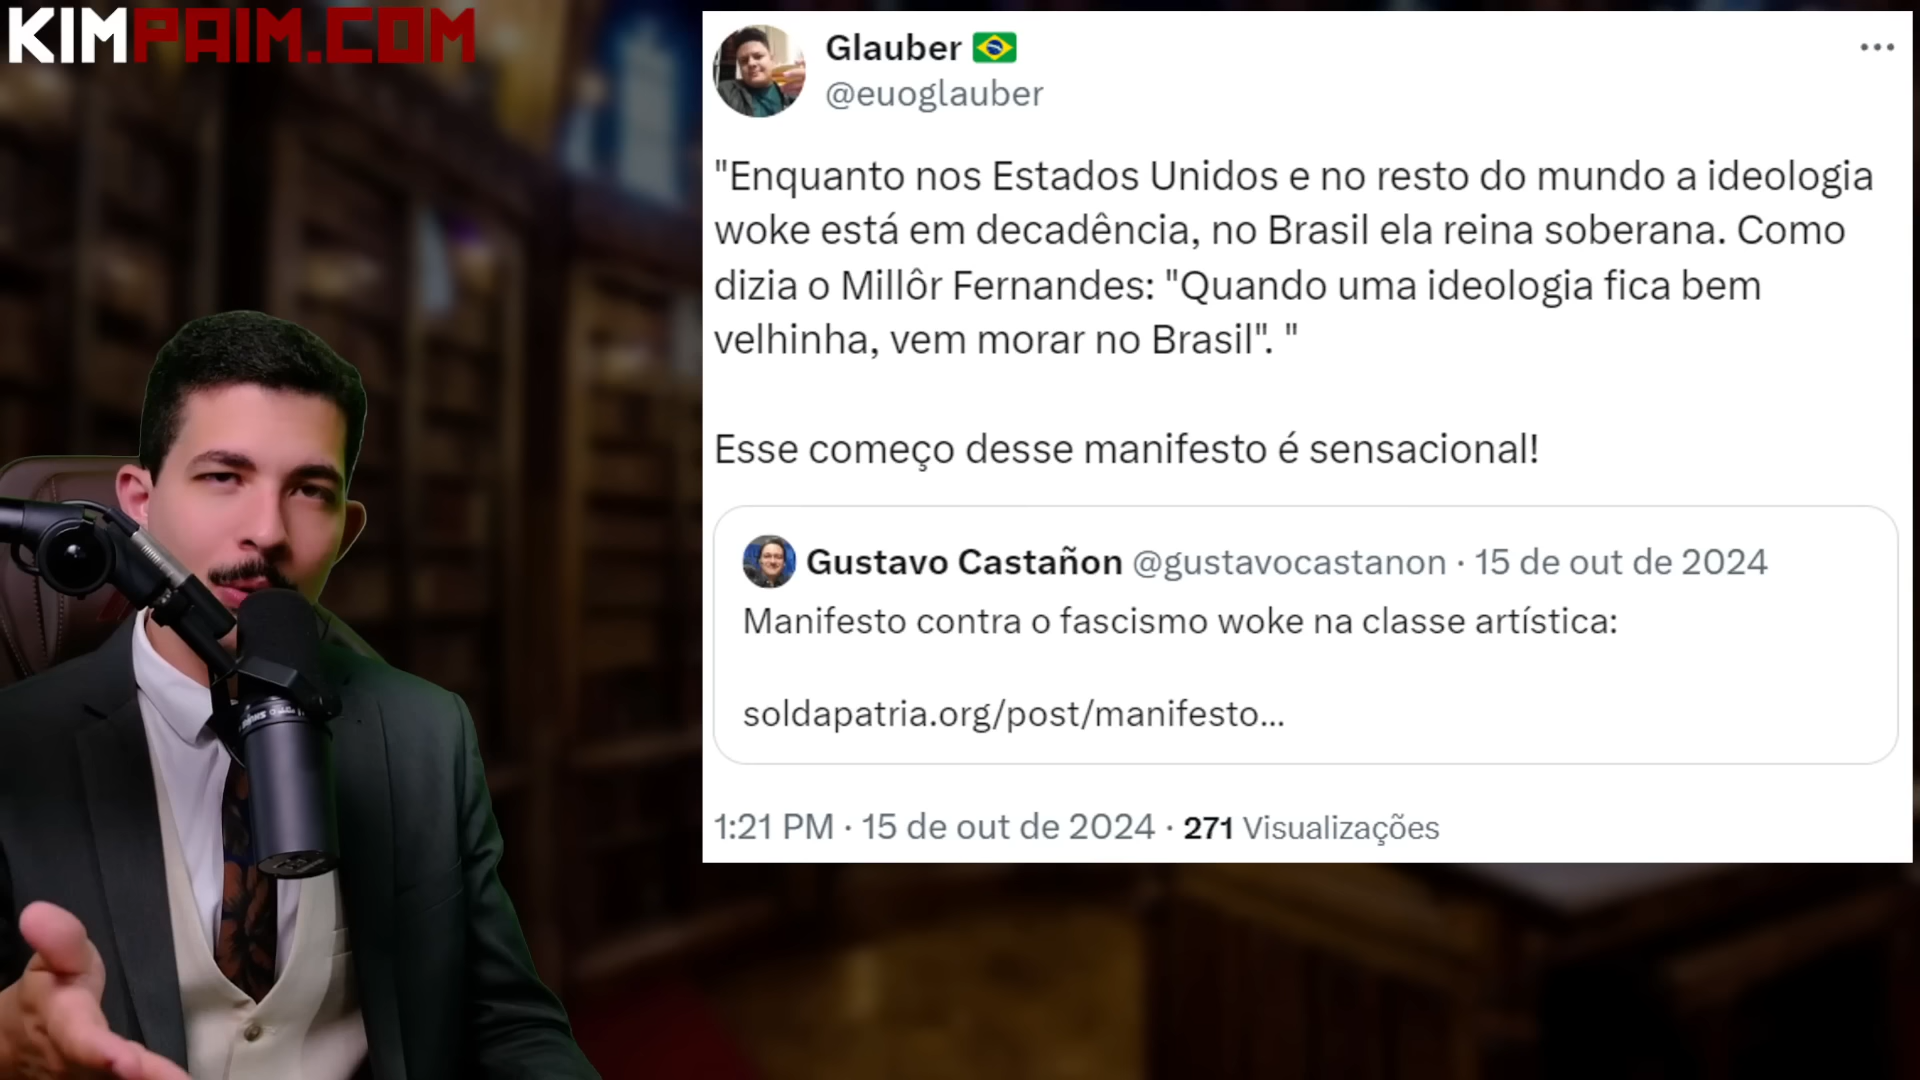 KIMPAIM.COM
Glauber
@euoglauber
"Enquanto nos Estados Unidos e no resto do mundo a ideologia
woke está em decadência, no Brasil ela reina soberana. Como
dizia o Millôr Fernandes: "Quando uma ideologia fica bem
velhinha, vem morar no Brasil". "
Esse começo desse manifesto é sensacional!
Gustavo Castañon @gustavocastanon · 15 de out de 2024
Manifesto contra o fascismo woke na classe artística:
soldapatria.org/post/manifesto...
1:21 PM · 15 de out de 2024 · 271 Visualizações